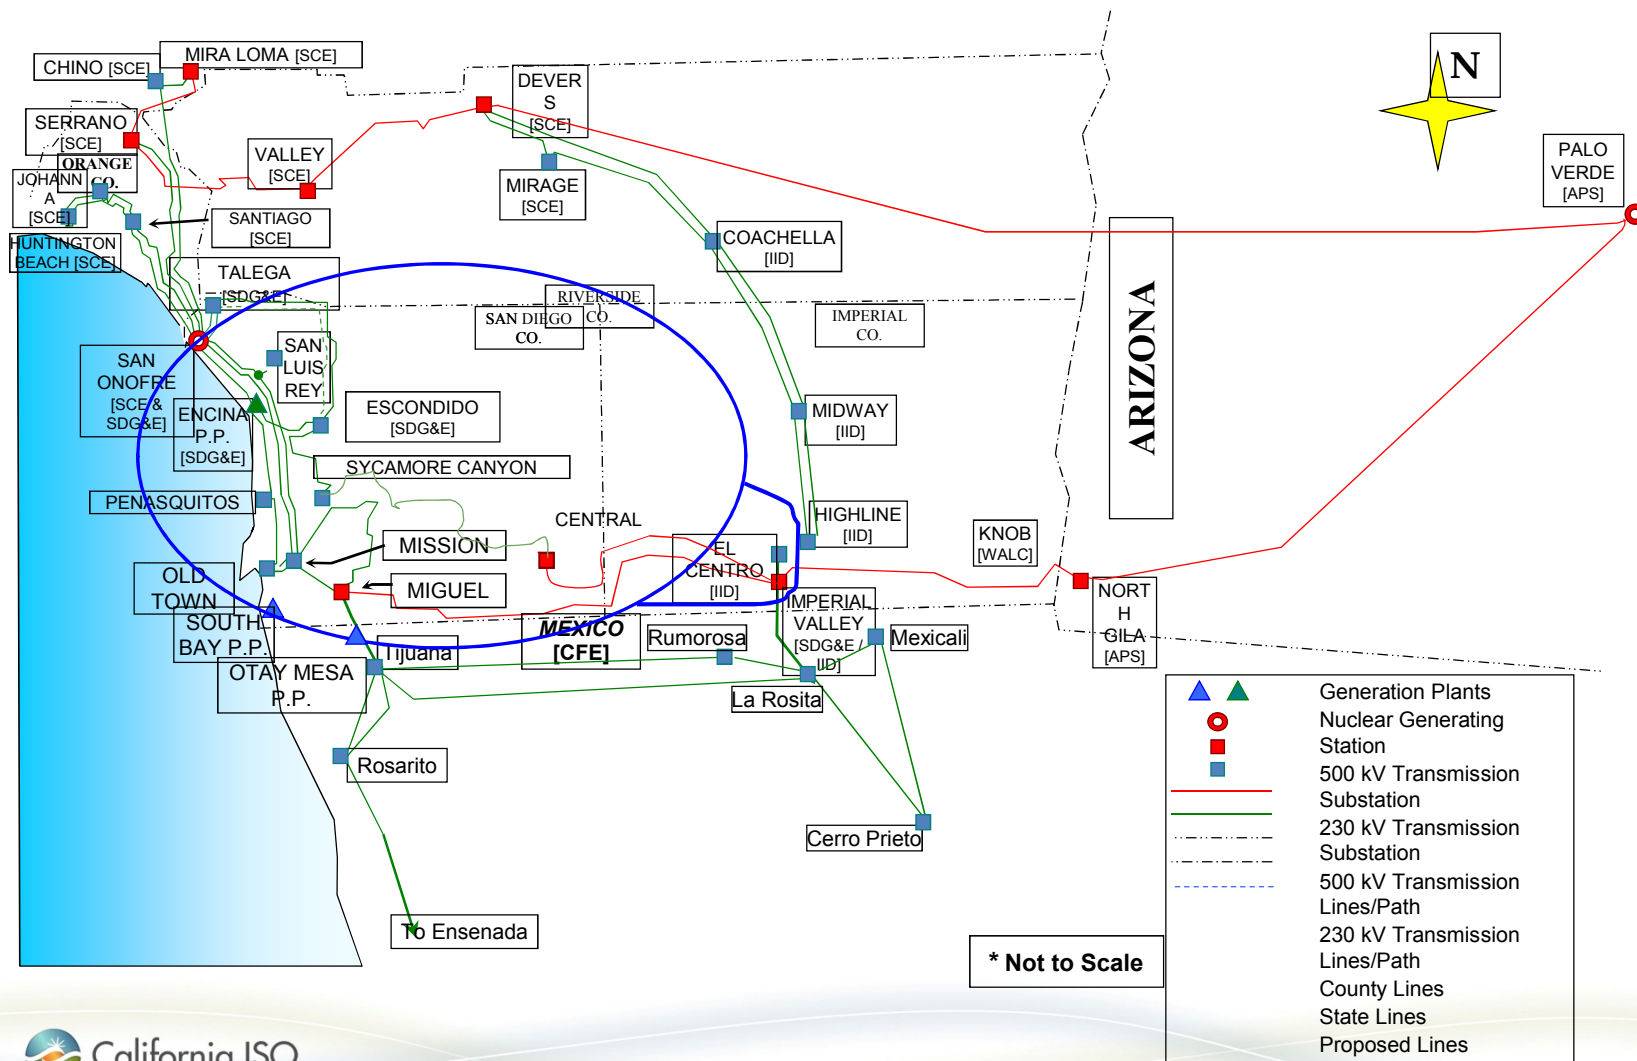 MIRA LOMA [SCE]
CHINO [SCE]
DEVER
S
[SCE]
N
SERRANO
[SCE]
ORANGE
CO.
VALLEY
[SCE]
PALO
VERDE
[APS]
JOHANN
A
[SCE]
MIRAGE
[SCE]
SANTIAGO
[SCE]
HUNTINGTON
BEACH [SCE]
COACHELLA
[IID]
TALEGA
[SDG&E]
ARIZONA
RIVERSIDE
CO.
SAN DIEGO
CO.
IMPERIAL
CO.
SAN
LUIS
REY
SAN
ONOFRE
[SCE &
SDG&E]
ENCINA
P.P.
[SDG&E]
ESCONDIDO
[SDG&E]
MIDWAY
[IID]
SYCAMORE CANYON
PENASQUITOS
CENTRAL
HIGHLINE
[IID]
KNOB
[WALC]
MISSION
EL
CENTRO
[IID]
OLD
TOWN
MIGUEL
NORT
H
GILA
[APS]
IMPERIAL
VALLEY
[SDG&E /
IID]
SOUTH
BAY P.P.
MEXICO
[CFE]
Rumorosa
Mexicali
Tijuana
OTAY MESA
P.P.
La Rosita
Rosarito
Cerro Prieto
To Ensenada
* Not to Scale
Generation Plants
Nuclear Generating
Station
500 kV Transmission
Substation
230 kV Transmission
Substation
500 kV Transmission
Lines/Path
230 kV Transmission
Lines/Path
County Lines
State Lines
Proposed Lines
California ISO